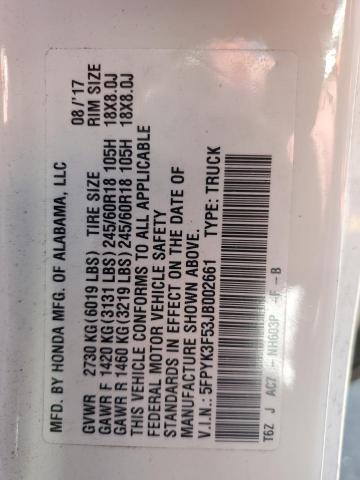 MFD. BY HONDA MFG. OF ALABAMA, LLC 08/'17
GVWR 2730 KG(6019 LBS) TIRE SIZE RIM SIZE
GAWR F 1420 KG(3131 LBS) 245/60R18 105H 18X8.0J
GAWR R 1460 KG(3219 LBS) 245/60R18 105H 18X8.0J
THIS VEHICLE CONFORMS TO ALL APPLICABLE
FEDERAL MOTOR VEHICLE SAFETY
STANDARDS IN EFFECT ON THE DATE OF
MANUFACTURE SHOWN ABOVE.
V.I.N.: 5FPYK3F53JB002661 TYPE: TRUCK
T6Z J AC7 - NH603P -F -B